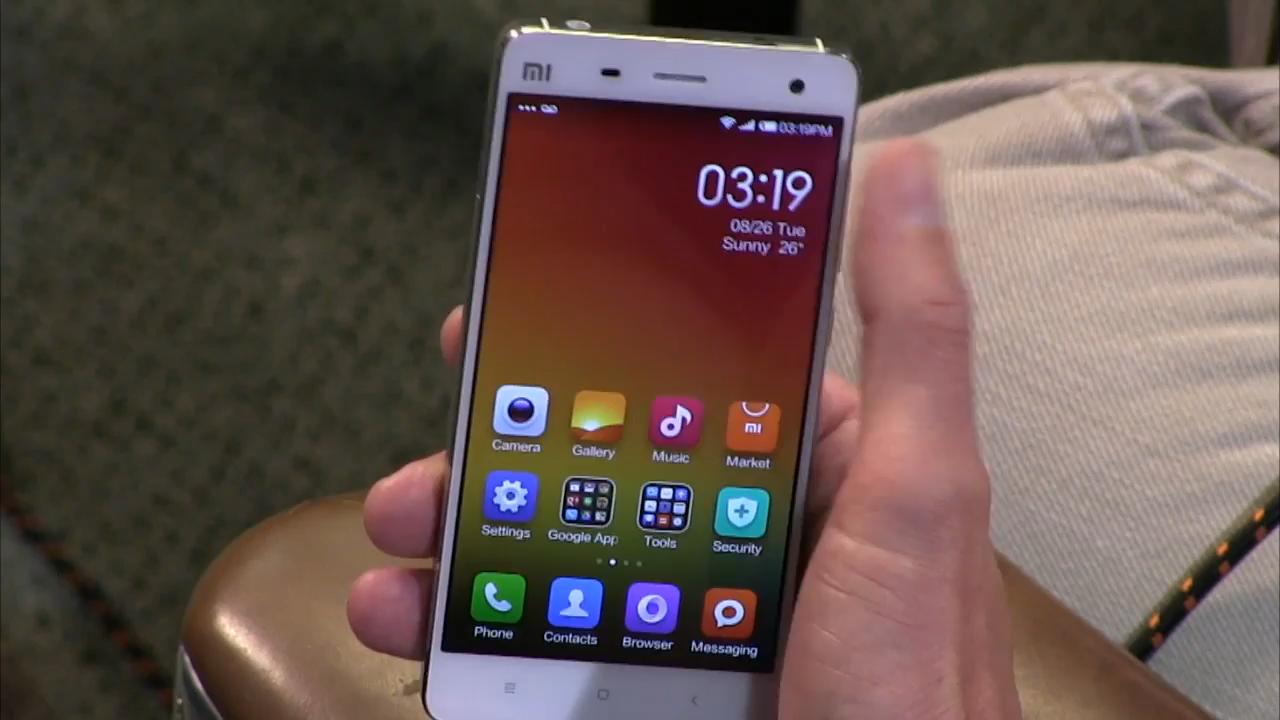 mi
03:19PM
03:19
08/26 Tue
Sunny 26°
mi
Camera Gallery Music Market
Settings Google App Tools Security
Phone Contacts Browser Messaging